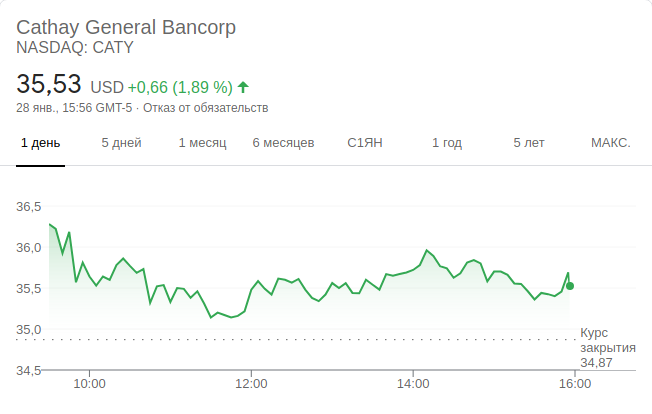 Cathay General Bancorp
NASDAQ: CATY
35,53 USD +0,66 (1,89 %)
28 янв., 15:56 GMT-5 · Отказ от обязательств
1 день 5 дней 1 месяц 6 месяцев С1ЯН 1 год 5 лет МАКС.
36,5
36,0
35,5
35,0
Курс
закрытия
34,87
34,5
10:00 12:00 14:00 16:00